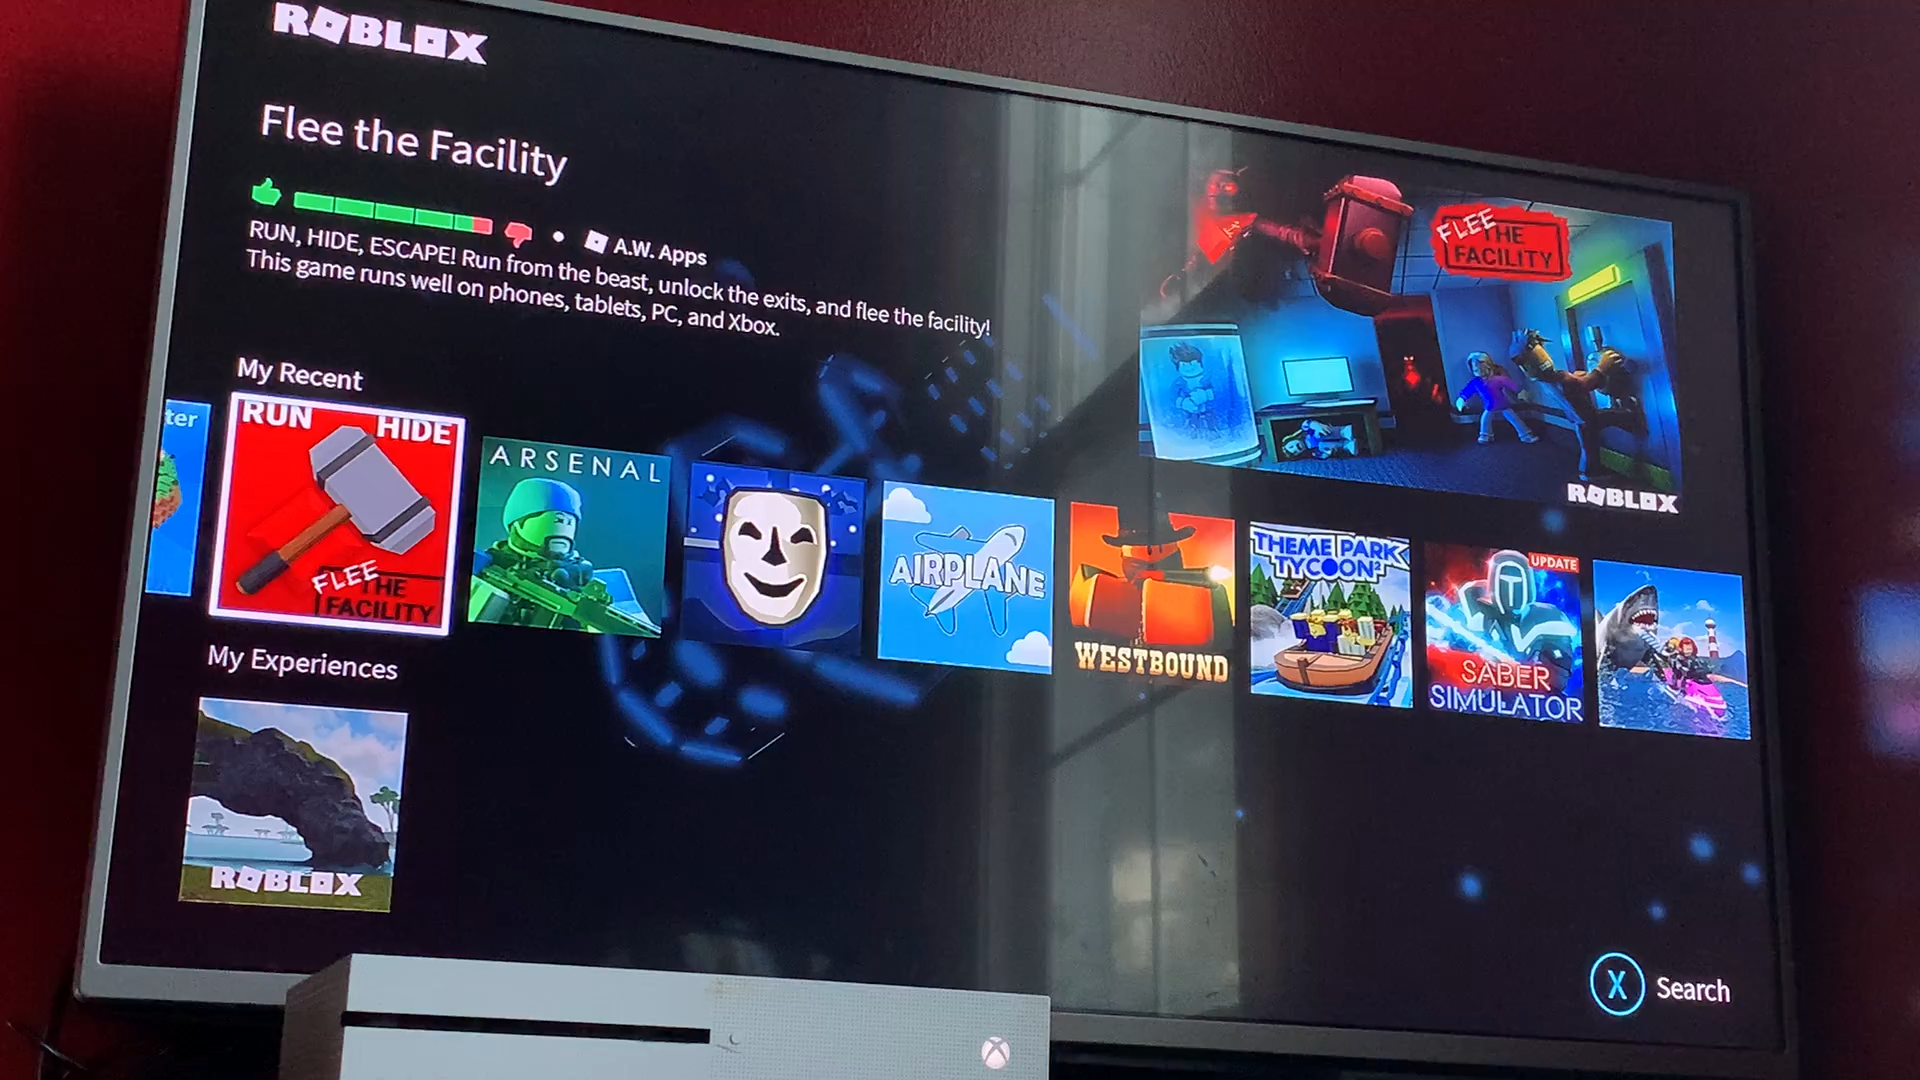 ROBLOX
Flee the Facility
A.W. Apps
RUN, HIDE, ESCAPE! Run from the beast, unlock the exits, and flee the facility!
This game runs well on phones, tablets, PC, and Xbox.
FLEE
THE
FACILITY
ROBLOX
My Recent
ter
RUN HIDE
FLEE
THE
FACILITY
ARSENAL
AIRPLANE
WESTBOUND
THEME PARK
TYCOON²
UPDATE
SABER
SIMULATOR
My Experiences
ROBLOX
X Search